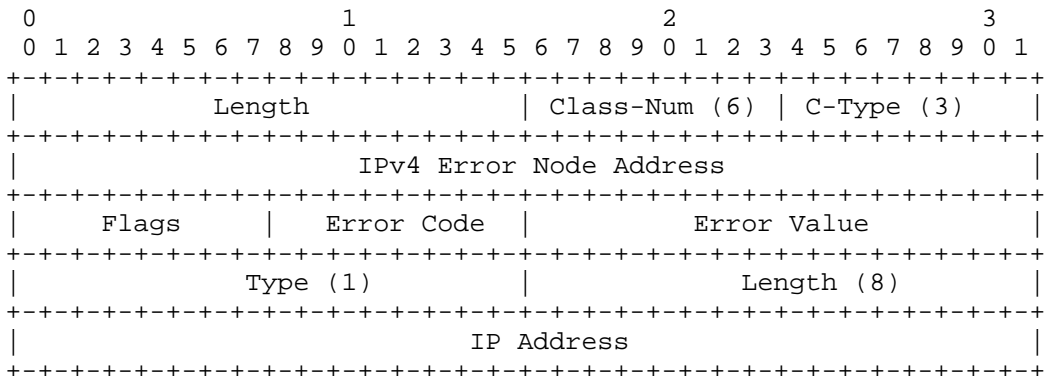 0                   1                   2                   3
 0 1 2 3 4 5 6 7 8 9 0 1 2 3 4 5 6 7 8 9 0 1 2 3 4 5 6 7 8 9 0 1
+-+-+-+-+-+-+-+-+-+-+-+-+-+-+-+-+-+-+-+-+-+-+-+-+-+-+-+-+-+-+-+-+
|            Length             | Class-Num (6) | C-Type (3)    |
+-+-+-+-+-+-+-+-+-+-+-+-+-+-+-+-+-+-+-+-+-+-+-+-+-+-+-+-+-+-+-+-+
|                     IPv4 Error Node Address                   |
+-+-+-+-+-+-+-+-+-+-+-+-+-+-+-+-+-+-+-+-+-+-+-+-+-+-+-+-+-+-+-+-+
|     Flags     |   Error Code  |          Error Value          |
+-+-+-+-+-+-+-+-+-+-+-+-+-+-+-+-+-+-+-+-+-+-+-+-+-+-+-+-+-+-+-+-+
|              Type (1)         |             Length (8)        |
+-+-+-+-+-+-+-+-+-+-+-+-+-+-+-+-+-+-+-+-+-+-+-+-+-+-+-+-+-+-+-+-+
|                            IP Address                         |
+-+-+-+-+-+-+-+-+-+-+-+-+-+-+-+-+-+-+-+-+-+-+-+-+-+-+-+-+-+-+-+-+